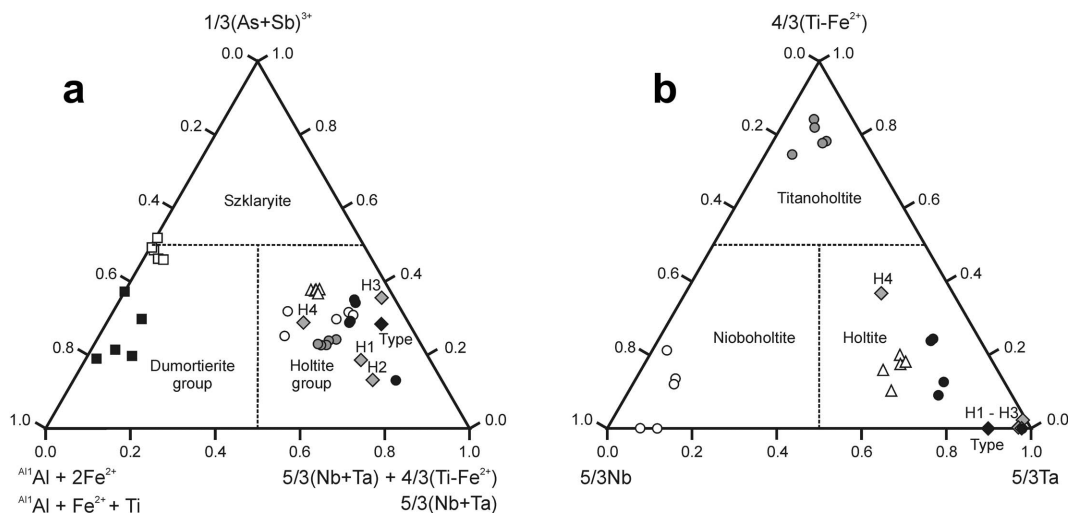 1/3(As+Sb)³⁺
0.0 1.0
a
0.2 0.8
Szklaryite
0.4 0.6
0.6 0.4
H3
H4
Type
H1
0.8 0.2
H2
Dumortierite
group
Holtite
group
1.0 0.0
0.0 0.2 0.4 0.6 0.8 1.0
ᴬˡ¹Al + 2Fe²⁺
5/3(Nb+Ta) + 4/3(Ti-Fe²⁺)
ᴬˡ¹Al + Fe²⁺ + Ti
5/3(Nb+Ta)
4/3(Ti-Fe²⁺)
0.0 1.0
b
0.2 0.8
Titanoholtite
0.4 0.6
0.6 0.4
H4
Nioboholtite
Holtite
0.8 0.2
H1 - H3
1.0 0.0
Type
0.0 0.2 0.4 0.6 0.8 1.0
5/3Nb
5/3Ta